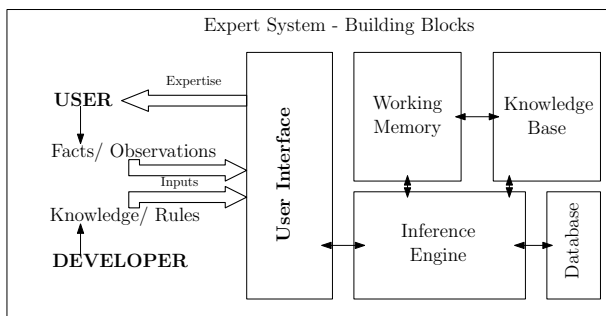 Expert System - Building Blocks
Expertise
USER
Facts/ Observations
Inputs
Knowledge/ Rules
DEVELOPER
User Interface
Working
Memory
Knowledge
Base
Inference
Engine
Database